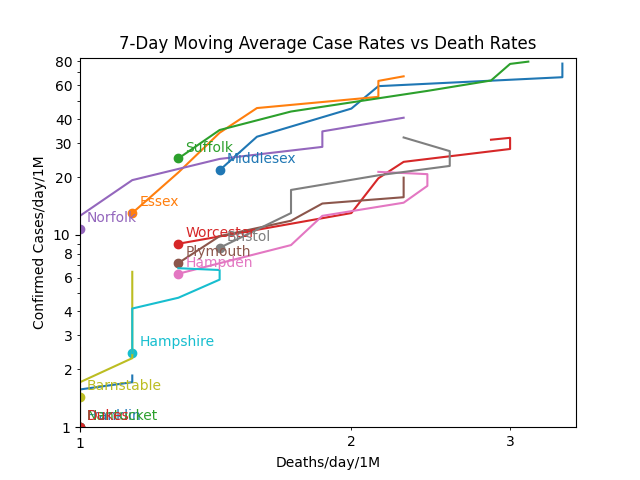 7-Day Moving Average Case Rates vs Death Rates
80
60
40
30
20
10
8
6
4
3
2
1
Confirmed Cases/day/1M
Suffolk
Middlesex
Essex
Norfolk
Worcester
Bristol
Plymouth
Hampden
Hampshire
Barnstable
1
2
3
Deaths/day/1M